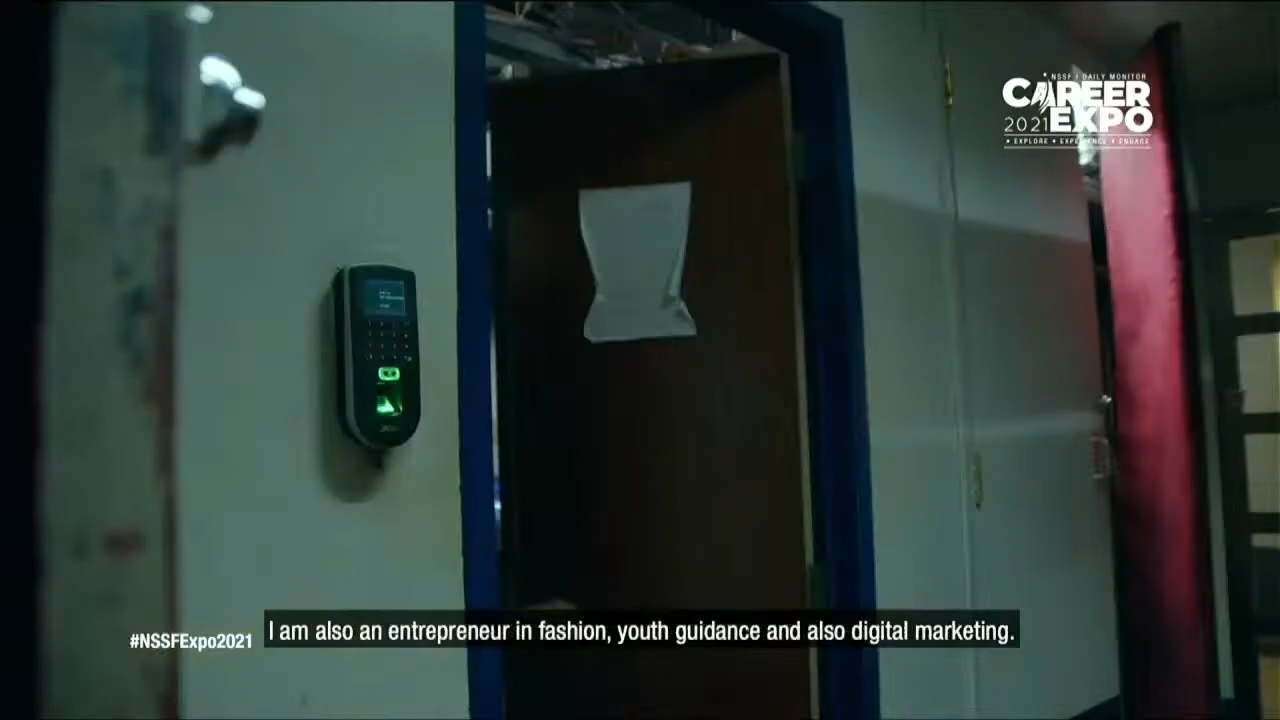 NSSF | DAILY MONITOR
CAREER
2021 EXPO
• EXPLORE • EXPERIENCE • ENGAGE
#NSSFExpo2021
I am also an entrepreneur in fashion, youth guidance and also digital marketing.